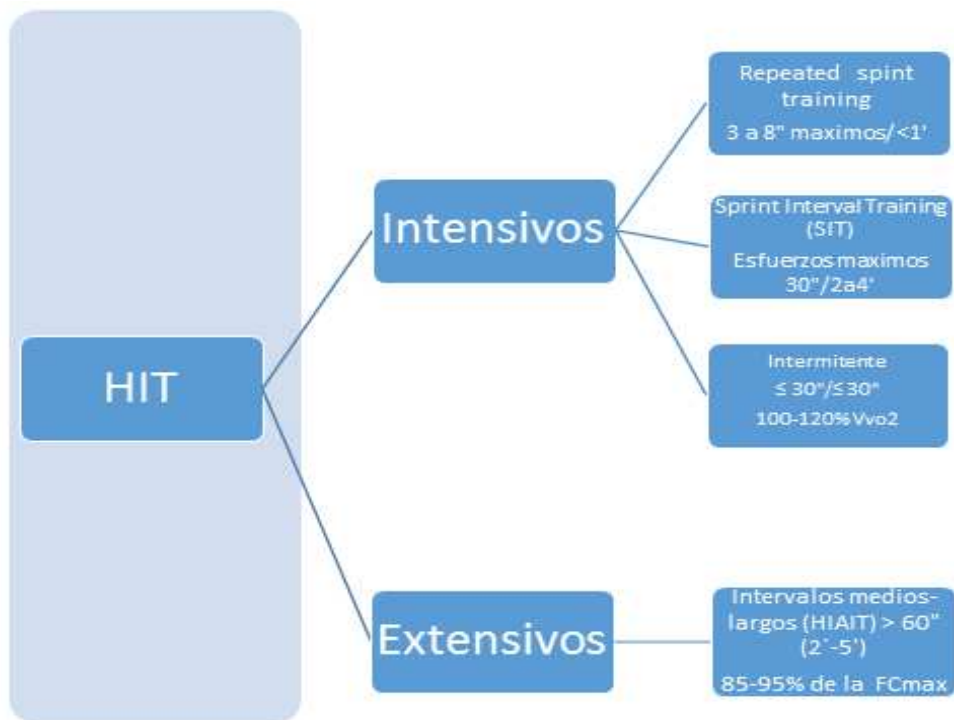 HIT
Intensivos
Repeated spint
training
3 a 8" maximos/<1'
Sprint Interval Training
(SIT)
Esfuerzos maximos
30"/2a4'
Intermitente
≤ 30"/≤30"
100-120%Vvo2
Extensivos
Intervalos medios-
largos (HIAIT) > 60"
(2`-5')
85-95% de la FCmax